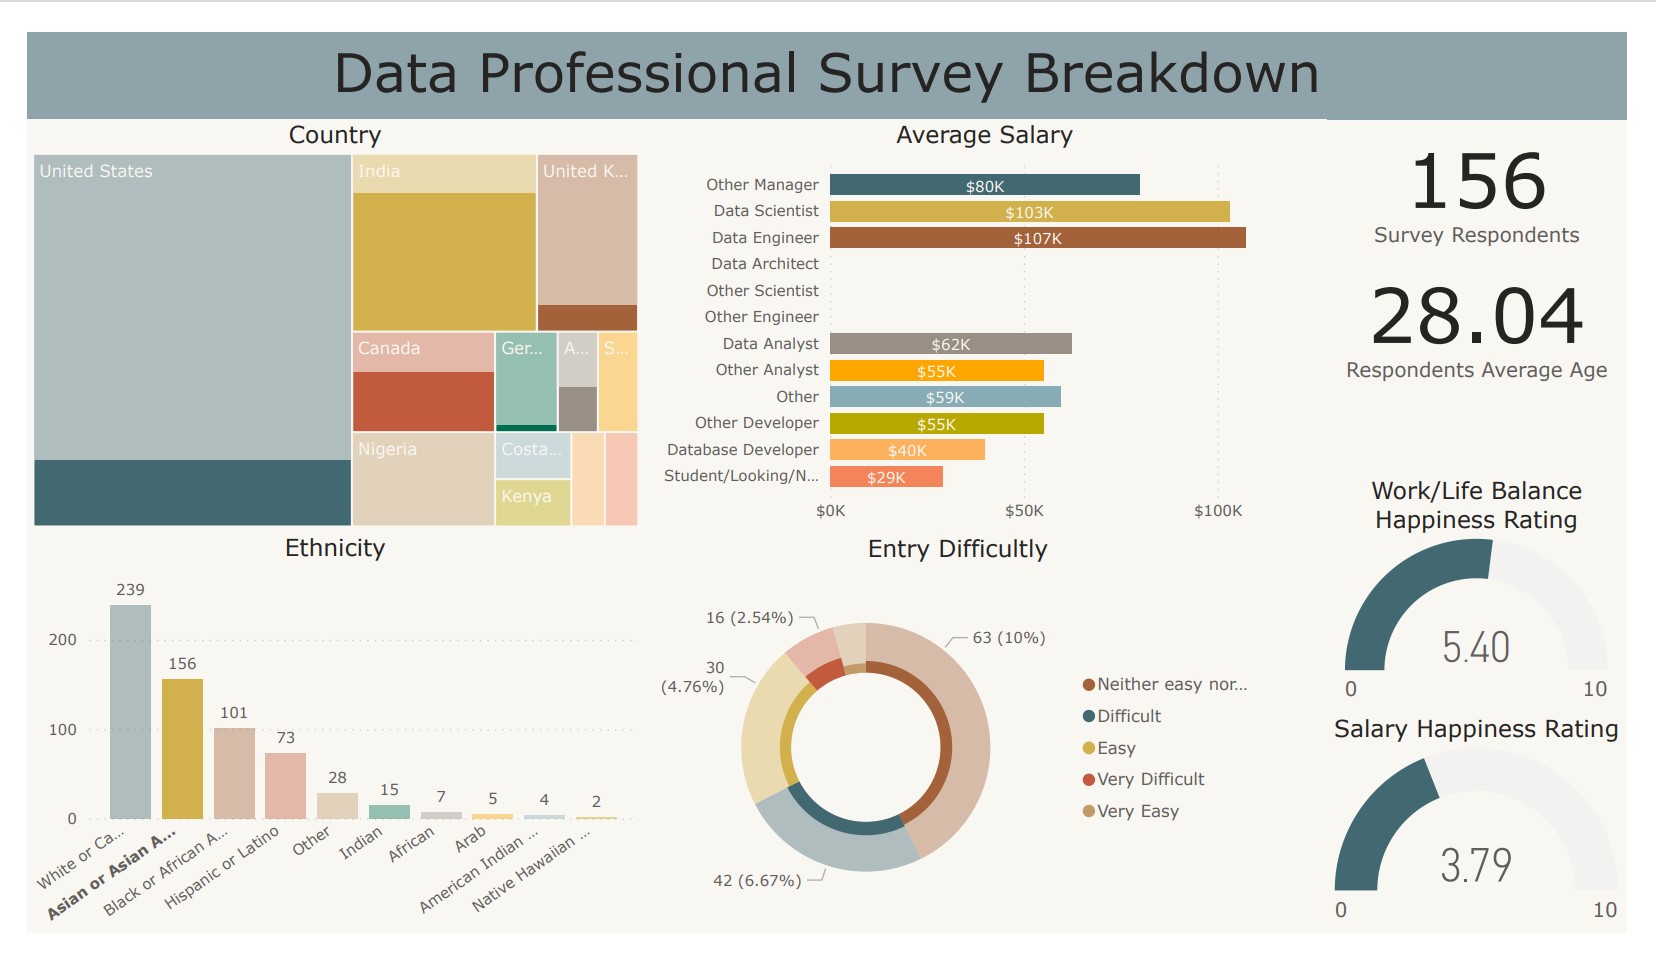 Data Professional Survey Breakdown
Country
United States
India
United K...
Canada
Ger...
A...
S...
Nigeria
Costa...
Kenya
Average Salary
Other Manager
$80K
Data Scientist
$103K
Data Engineer
$107K
Data Architect
Other Scientist
Other Engineer
Data Analyst
$62K
Other Analyst
$55K
Other
$59K
Other Developer
$55K
Database Developer
$40K
Student/Looking/N...
$29K
$0K
$50K
$100K
156
Survey Respondents
28.04
Respondents Average Age
Ethnicity
200
100
0
239
156
101
73
28
15
7
5
4
2
White or Ca...
Asian or Asian A...
Black or African A...
Hispanic or Latino
Other
Indian
African
Arab
American Indian ...
Native Hawaiian ...
Entry Difficultly
16 (2.54%)
63 (10%)
30
(4.76%)
42 (6.67%)
Neither easy nor...
Difficult
Easy
Very Difficult
Very Easy
Work/Life Balance
Happiness Rating
5.40
0
10
Salary Happiness Rating
3.79
0
10